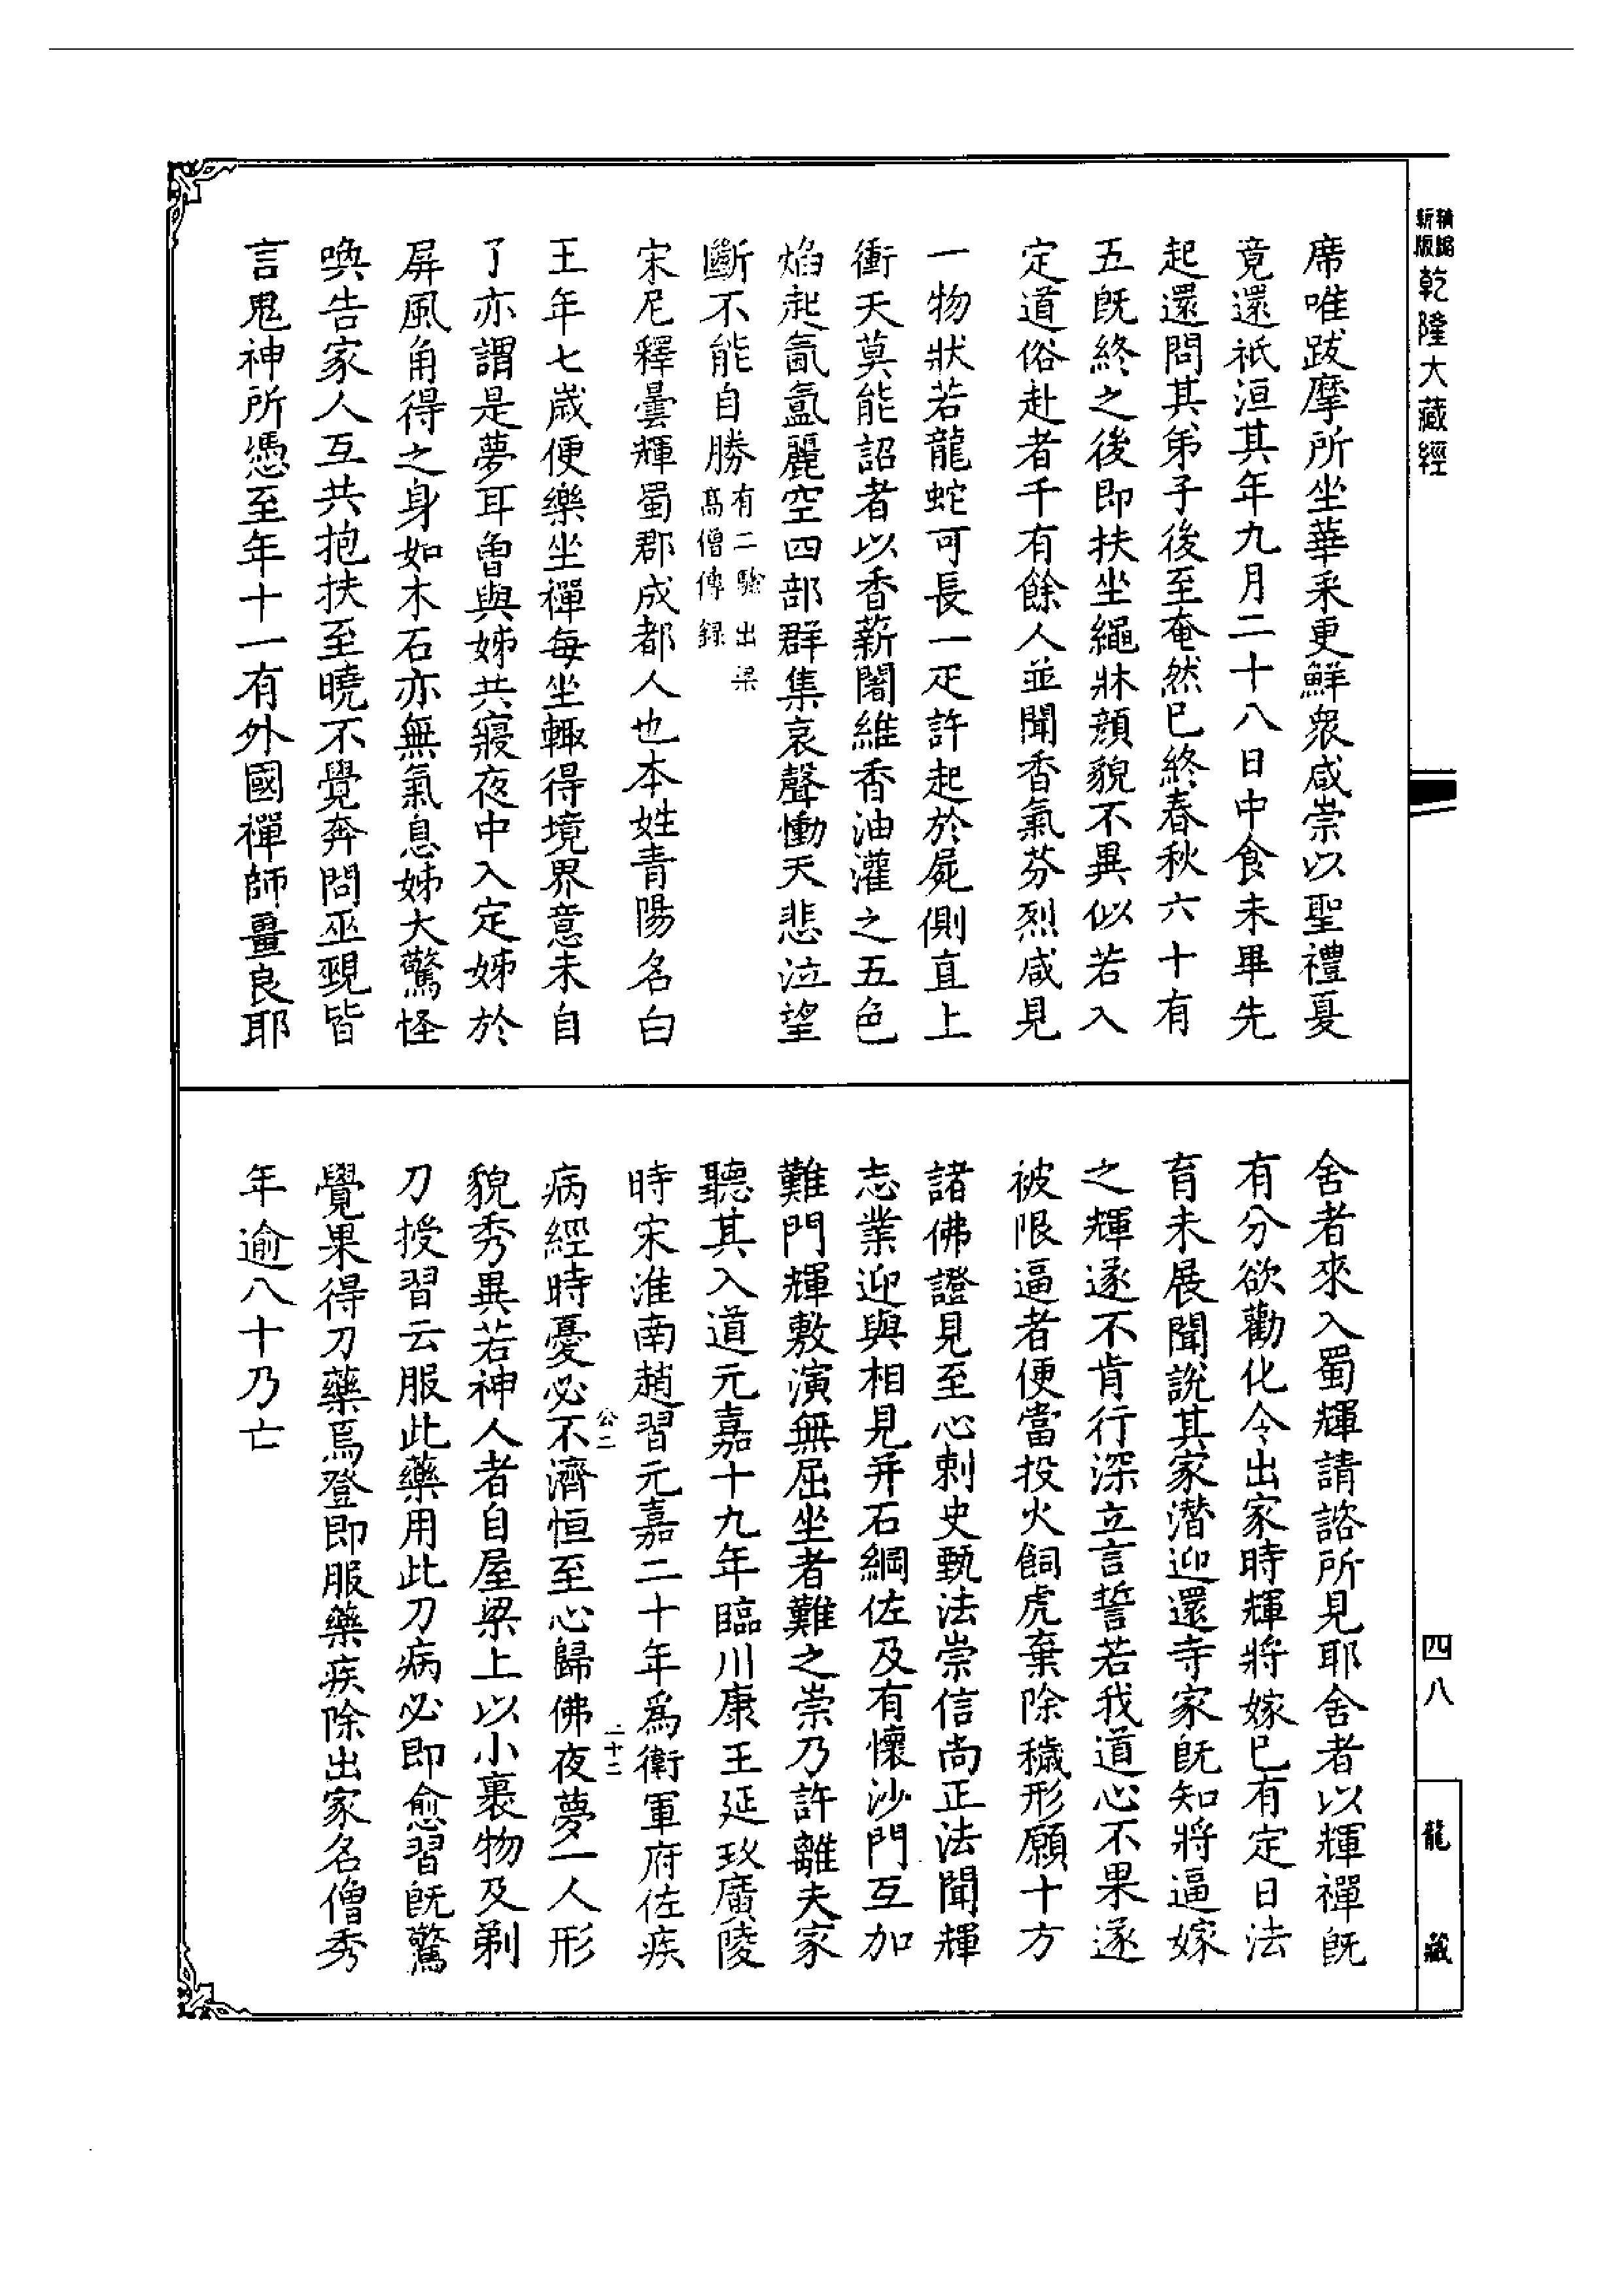 新版精縮乾隆大藏經
席唯跋摩所坐華采更鮮衆咸崇以聖禮夏
竟還祇洹其年九月二十八日中食未畢先
起還問其弟子後至奄然已終春秋六十有
五旣終之後即扶坐繩牀顔貌不異似若入
定道俗赴者千有餘人並聞香氣芬烈咸見
一物狀若龍蛇可長一疋許起於屍側直上
衝天莫能詔者以香薪闍維香油灌之五色
焰起氤氳麗空四部群集哀聲慟天悲泣望
斷不能自勝有二驗出梁高僧傳録
宋尼釋曇輝蜀郡成都人也本姓青陽名白
王年七歲便樂坐禪每坐輙得境界意未自
了亦謂是夢耳曾與姊共寢夜中入定姊於
屏風角得之身如木石亦無氣息姊大驚怪
喚告家人互共抱扶至曉不覺奔問巫覡皆
言鬼神所憑至年十一有外國禪師畺良耶
舍者來入蜀輝請諮所見耶舍者以輝禪旣
有分欲勸化令出家時輝將嫁已有定日法
育未展聞說其家潛迎還寺家旣知將逼嫁
之輝遂不肯行深立言誓若我道心不果遂
被限逼者便當投火飼虎棄除穢形願十方
諸佛證見至心刺史甄法崇信尚正法聞輝
志業迎與相見并石綱佐及有懷沙門互加
難門輝敷演無屈坐者難之崇乃許離夫家
聽其入道元嘉十九年臨川康王延致廣陵
時宋淮南趙習元嘉二十年爲衛軍府佐疾
公二
二十二
病經時憂必不濟恒至心歸佛夜夢一人形
貌秀異若神人者自屋梁上以小裹物及剃
刀授習云服此藥用此刀病必即愈習旣驚
覺果得刀藥焉登即服藥疾除出家名僧秀
年逾八十乃亡
四八
龍藏